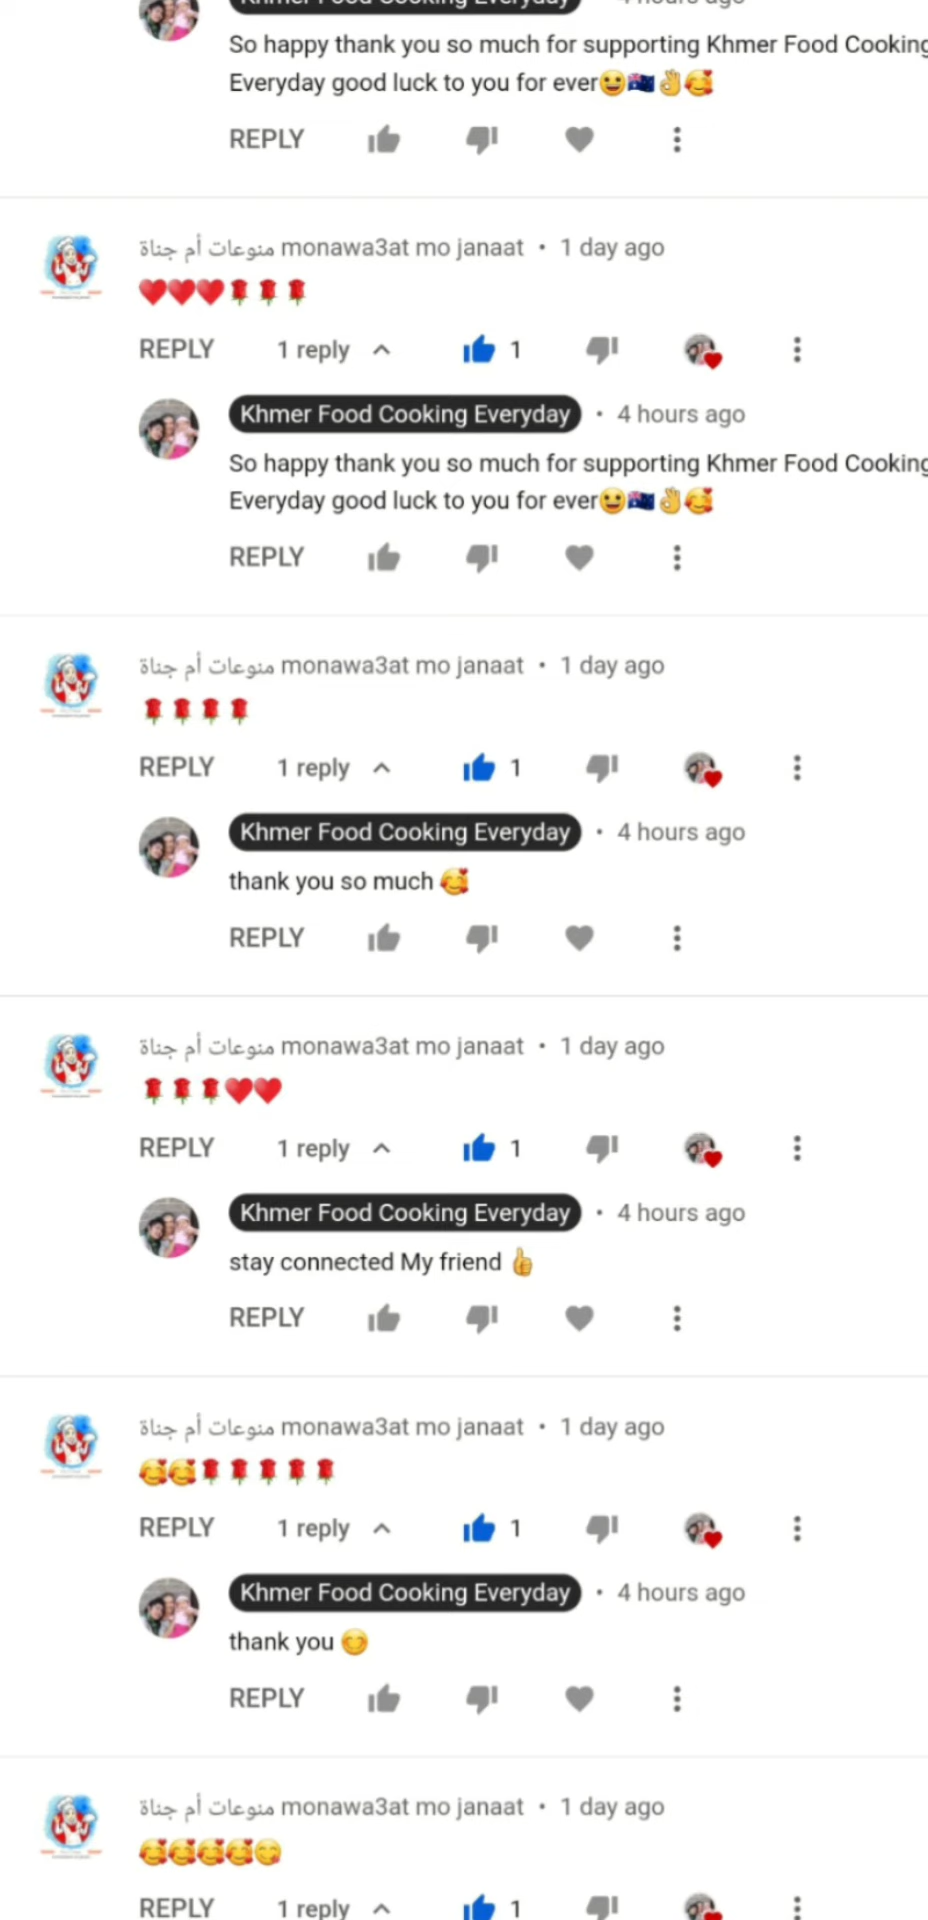 So happy thank you so much for supporting Khmer Food Cooking
Everyday good luck to you for ever😀🇦🇺👌🥰
REPLY
منوعات أم جناة monawa3at mo janaat • 1 day ago
❤️❤️❤️🌹🌹🌹
REPLY 1 reply 1
Khmer Food Cooking Everyday • 4 hours ago
So happy thank you so much for supporting Khmer Food Cooking
Everyday good luck to you for ever😀🇦🇺👌🥰
REPLY
منوعات أم جناة monawa3at mo janaat • 1 day ago
🌹🌹🌹🌹
REPLY 1 reply 1
Khmer Food Cooking Everyday • 4 hours ago
thank you so much 🥰
REPLY
منوعات أم جناة monawa3at mo janaat • 1 day ago
🌹🌹🌹❤️❤️
REPLY 1 reply 1
Khmer Food Cooking Everyday • 4 hours ago
stay connected My friend 👍
REPLY
منوعات أم جناة monawa3at mo janaat • 1 day ago
🥰🥰🌹🌹🌹🌹🌹
REPLY 1 reply 1
Khmer Food Cooking Everyday • 4 hours ago
thank you 😊
REPLY
منوعات أم جناة monawa3at mo janaat • 1 day ago
🥰🥰🥰🥰😋
REPLY 1 reply 1